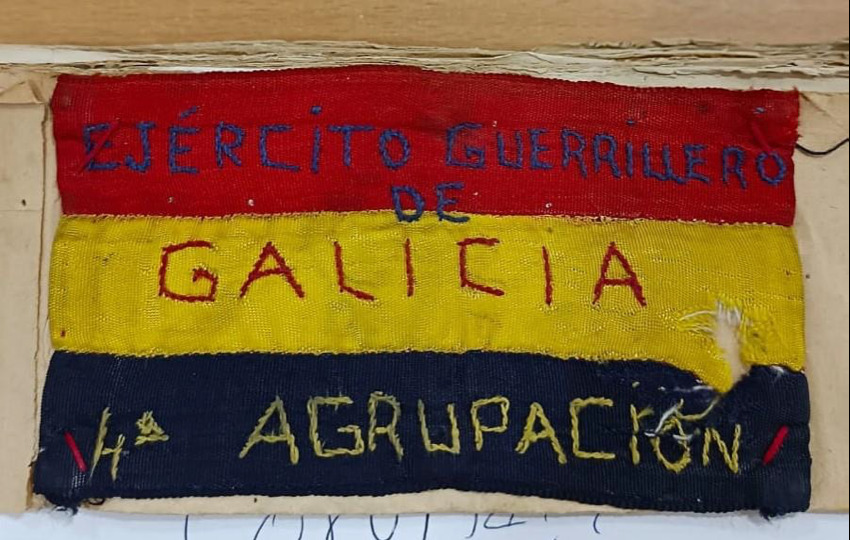 EJÉRCITO GUERRILLERO
DE
GALICIA
4ª AGRUPACIÓN